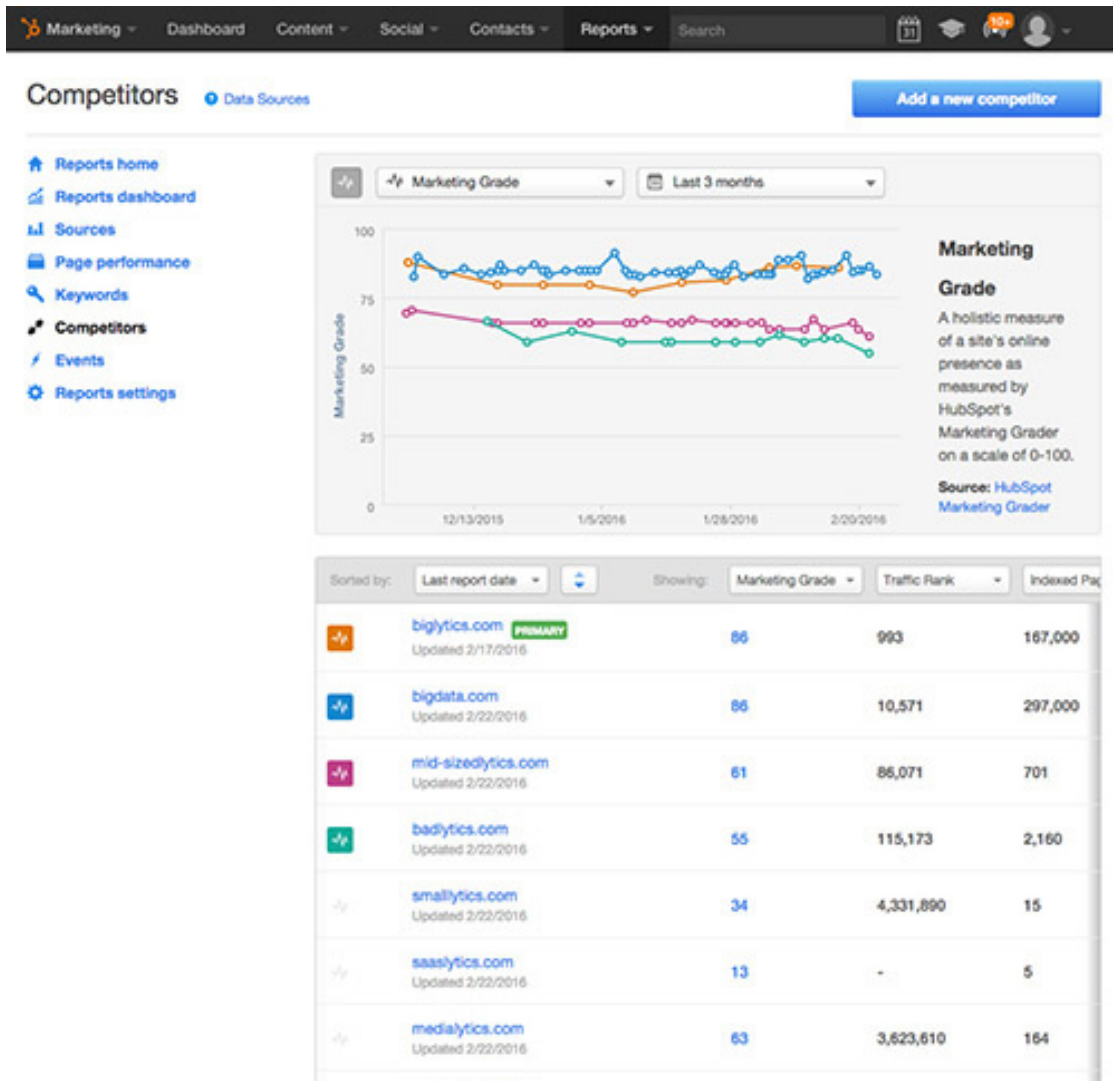 Marketing Dashboard Content Social Contacts Reports Search 31 10+
Competitors ? Data Sources Add a new competitor
Reports home
Reports dashboard
Sources
Page performance
Keywords
Competitors
Events
Reports settings
Marketing Grade Last 3 months
100
75
50
25
0
Marketing Grade
12/13/2015 1/5/2016 1/28/2016 2/20/2016
Marketing
Grade
A holistic measure
of a site's online
presence as
measured by
HubSpot's
Marketing Grader
on a scale of 0-100.
Source: HubSpot
Marketing Grader
Sorted by: Last report date Showing: Marketing Grade Traffic Rank Indexed Pag
biglytics.com PRIMARY 86 993 167,000
Updated 2/17/2016
bigdata.com 86 10,571 297,000
Updated 2/22/2016
mid-sizedlytics.com 61 86,071 701
Updated 2/22/2016
badlytics.com 55 115,173 2,160
Updated 2/22/2016
smalllytics.com 34 4,331,890 15
Updated 2/22/2016
saaslytics.com 13 - 5
Updated 2/22/2016
medialytics.com 63 3,623,610 164
Updated 2/22/2016